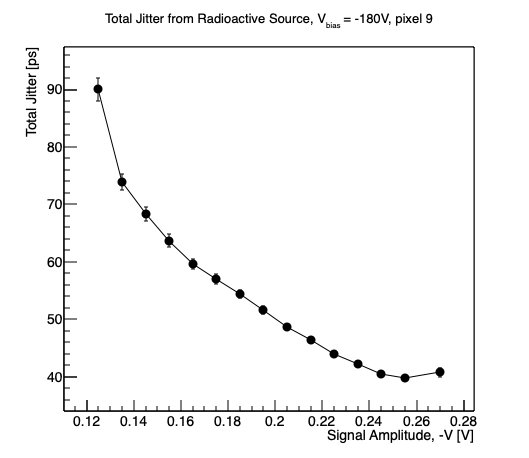 Total Jitter from Radioactive Source, V_bias = -180V, pixel 9
Total Jitter [ps]
90
80
70
60
50
40
0.12 0.14 0.16 0.18 0.2 0.22 0.24 0.26 0.28
Signal Amplitude, -V [V]